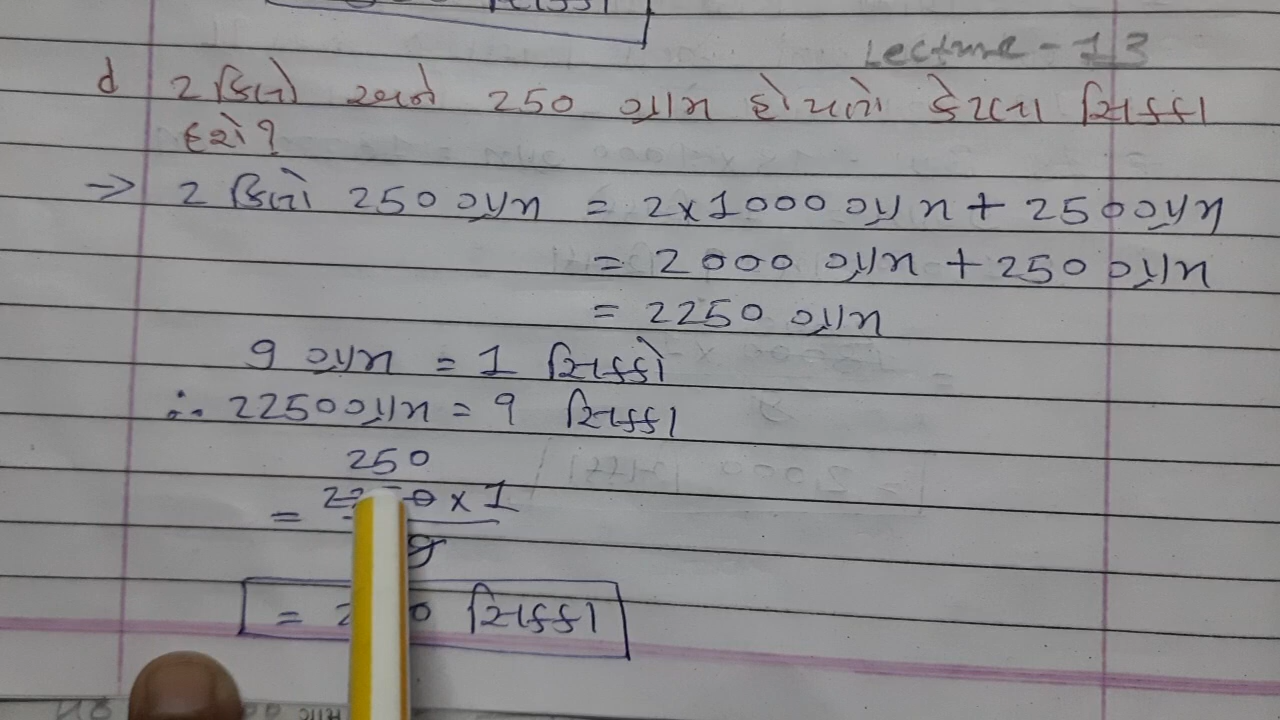 Lecture - 13
d 2 કિલો અને 250 ગ્રામ હોય તો કેટલા સિક્કા
હશે?
→ 2 કિલો 250 ગ્રામ = 2 × 1000 ગ્રામ + 250 ગ્રામ
= 2000 ગ્રામ + 250 ગ્રામ
= 2250 ગ્રામ
9 ગ્રામ = 1 સિક્કો
∴ 2250 ગ્રામ = ? સિક્કા
250
= × 1
9
= સિક્કા